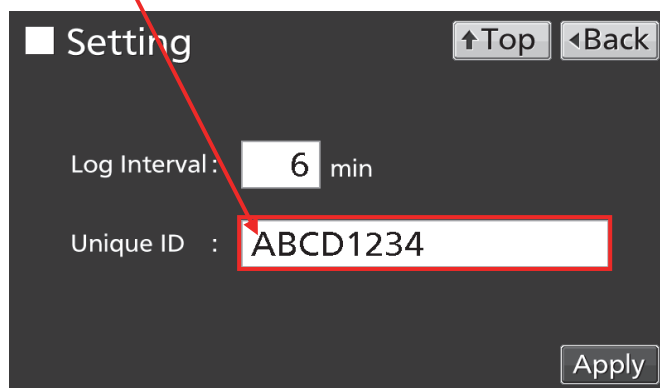 Setting
↑Top
◂Back
Log Interval: 6 min
Unique ID : ABCD1234
Apply